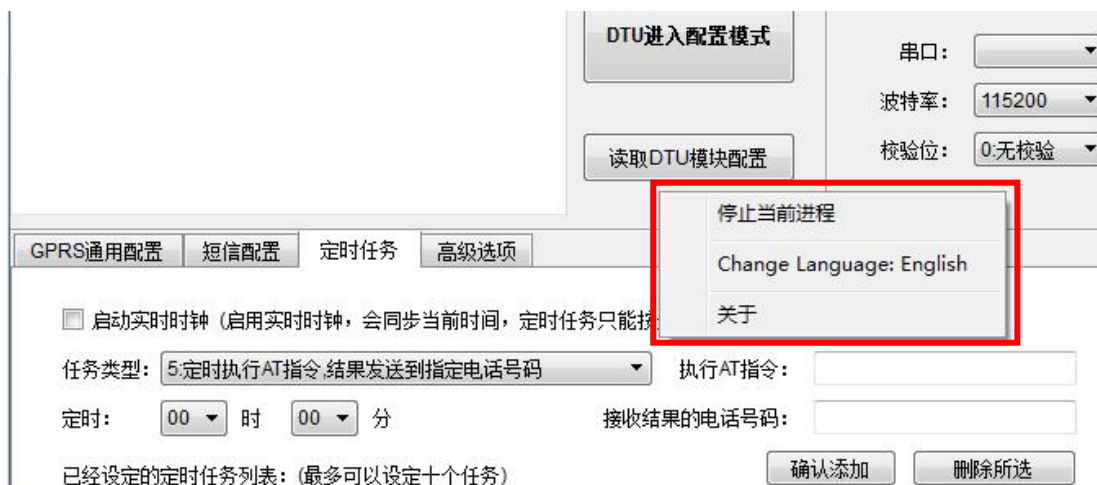 DTU进入配置模式
串口：
波特率： 115200
读取DTU模块配置
校验位： 0:无校验
停止当前进程
GPRS通用配置 短信配置 定时任务 高级选项
Change Language: English
关于
启动实时时钟（启用实时时钟，会同步当前时间，定时任务只能按
任务类型： 5:定时执行AT指令,结果发送到指定电话号码 执行AT指令：
定时： 00 时 00 分 接收结果的电话号码：
已经设定的定时任务列表：(最多可以设定十个任务) 确认添加 删除所选